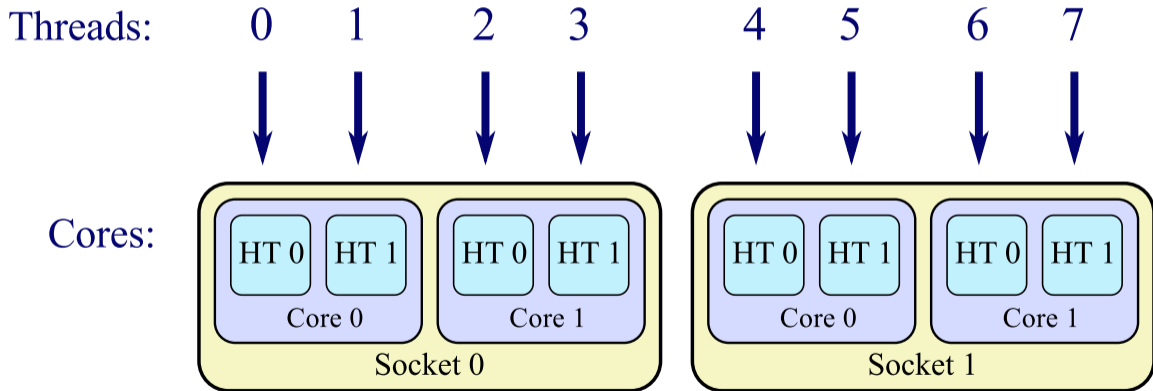 Threads: 0 1 2 3 4 5 6 7
Cores: HT 0 HT 1 HT 0 HT 1 HT 0 HT 1 HT 0 HT 1
Core 0 Core 1 Core 0 Core 1
Socket 0 Socket 1